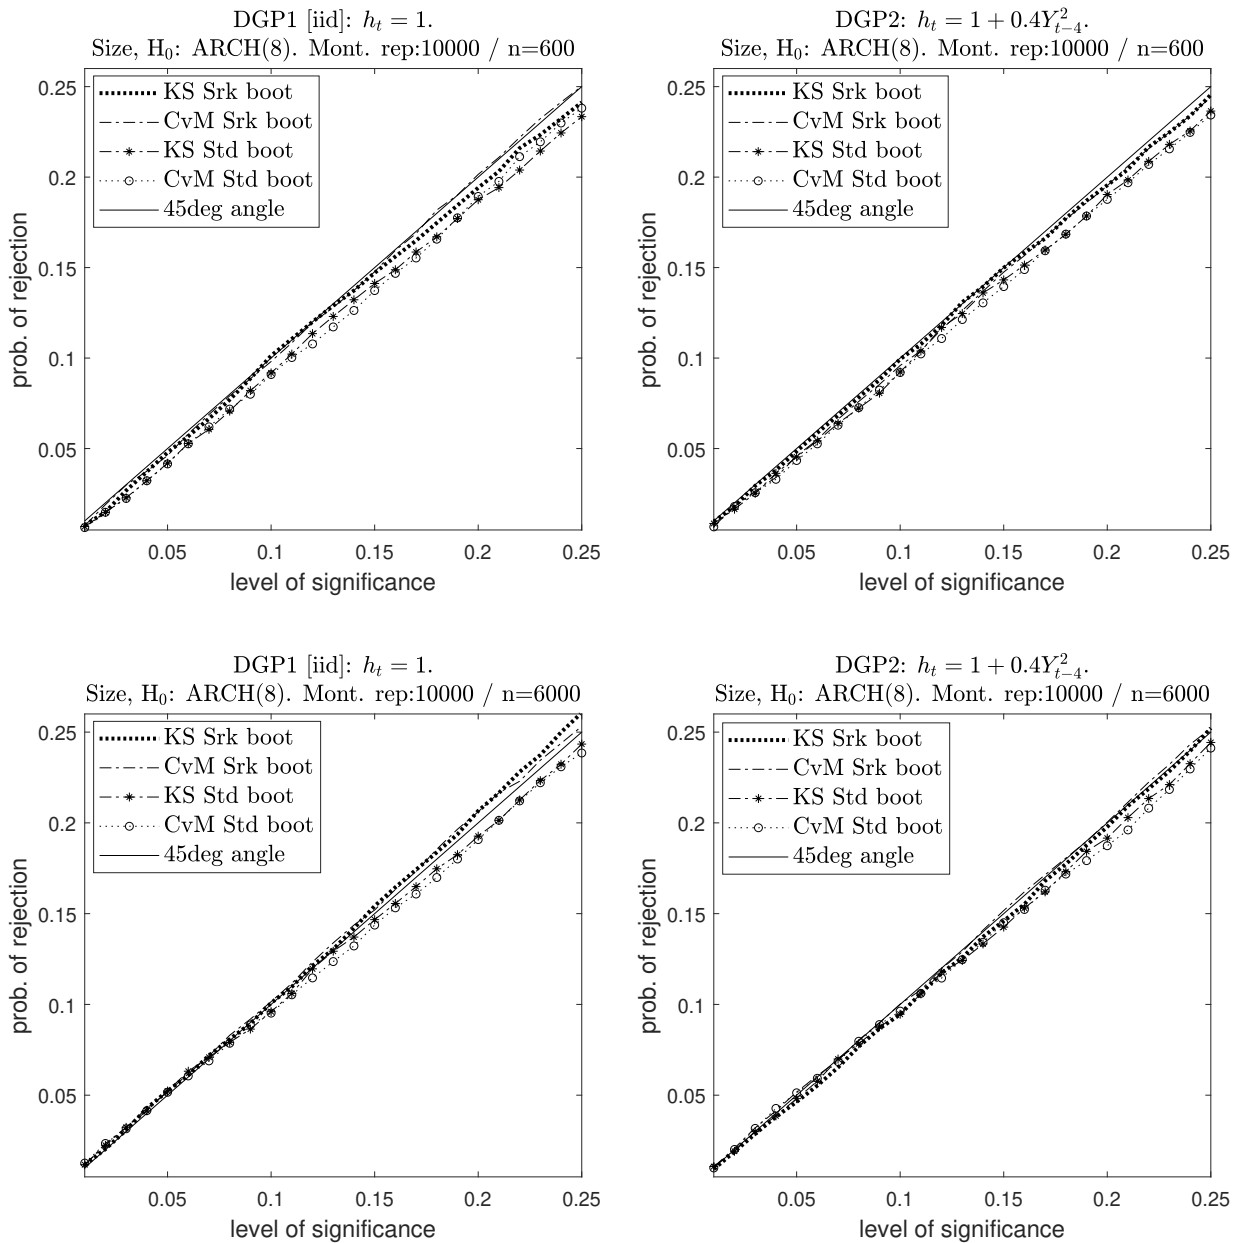 DGP1 [iid]: h_t = 1.
Size, H_0: ARCH(8). Mont. rep:10000 / n=600
KS Srk boot
CvM Srk boot
KS Std boot
CvM Std boot
45deg angle
0.25
0.2
0.15
0.1
0.05
prob. of rejection
0.05 0.1 0.15 0.2 0.25
level of significance
DGP2: h_t = 1 + 0.4Y_{t-4}^2.
Size, H_0: ARCH(8). Mont. rep:10000 / n=600
KS Srk boot
CvM Srk boot
KS Std boot
CvM Std boot
45deg angle
0.25
0.2
0.15
0.1
0.05
prob. of rejection
0.05 0.1 0.15 0.2 0.25
level of significance
DGP1 [iid]: h_t = 1.
Size, H_0: ARCH(8). Mont. rep:10000 / n=6000
KS Srk boot
CvM Srk boot
KS Std boot
CvM Std boot
45deg angle
0.25
0.2
0.15
0.1
0.05
prob. of rejection
0.05 0.1 0.15 0.2 0.25
level of significance
DGP2: h_t = 1 + 0.4Y_{t-4}^2.
Size, H_0: ARCH(8). Mont. rep:10000 / n=6000
KS Srk boot
CvM Srk boot
KS Std boot
CvM Std boot
45deg angle
0.25
0.2
0.15
0.1
0.05
prob. of rejection
0.05 0.1 0.15 0.2 0.25
level of significance